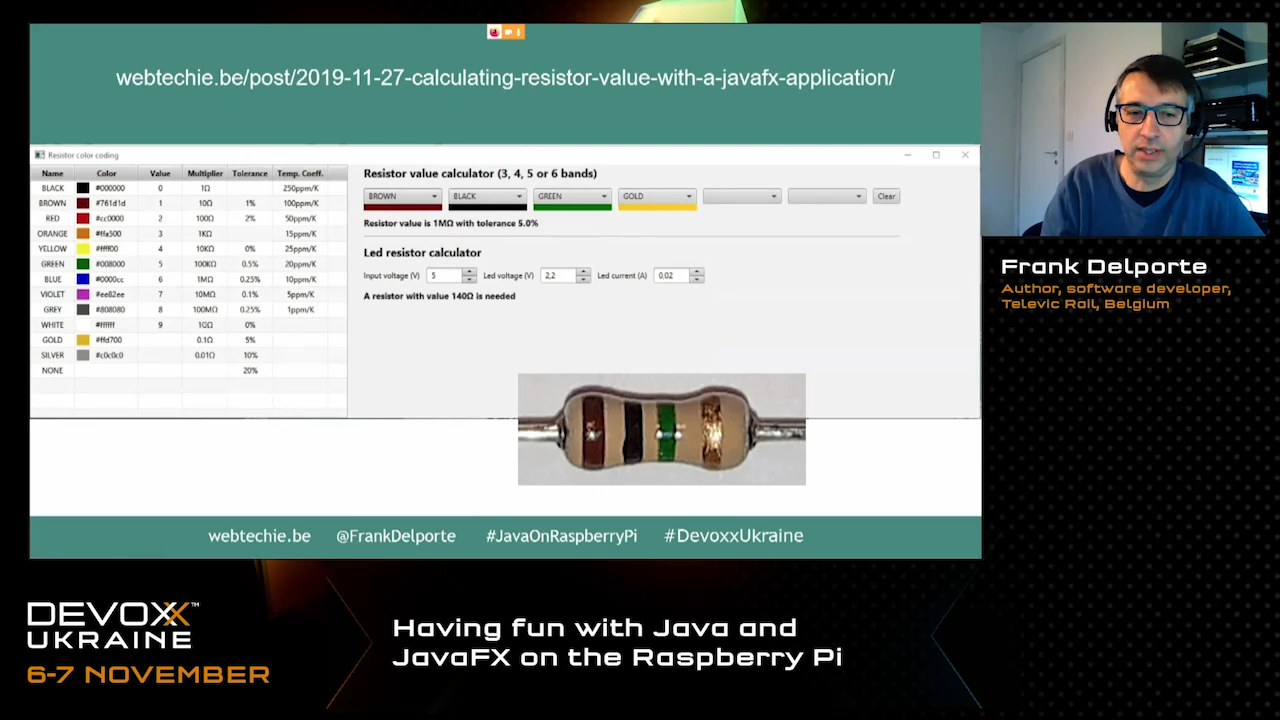 webtechie.be/post/2019-11-27-calculating-resistor-value-with-a-javafx-application/
Resistor color coding
Name Color Value Multiplier Tolerance Temp. Coeff.
BLACK #000000 0 1Ω 250ppm/K
BROWN #761d1d 1 10Ω 1% 100ppm/K
RED #cc0000 2 100Ω 2% 50ppm/K
ORANGE #ffa500 3 1KΩ 15ppm/K
YELLOW #ffff00 4 10KΩ 0% 25ppm/K
GREEN #008000 5 100KΩ 0.5% 20ppm/K
BLUE #0000cc 6 1MΩ 0.25% 10ppm/K
VIOLET #ee82ee 7 10MΩ 0.1% 5ppm/K
GREY #808080 8 100MΩ 0.25% 1ppm/K
WHITE #ffffff 9 1GΩ 0%
GOLD #ffd700 0.1Ω 5%
SILVER #c0c0c0 0.01Ω 10%
NONE 20%
Resistor value calculator (3, 4, 5 or 6 bands)
BROWN BLACK GREEN GOLD Clear
Resistor value is 1MΩ with tolerance 5.0%
Led resistor calculator
Input voltage (V) 5 Led voltage (V) 2,2 Led current (A) 0,02
A resistor with value 140Ω is needed
webtechie.be @FrankDelporte #JavaOnRaspberryPi #DevoxxUkraine
Frank Delporte
Author, software developer,
Televic Rail, Belgium
DEVOXX™
UKRAINE
6-7 NOVEMBER
Having fun with Java and
JavaFX on the Raspberry Pi